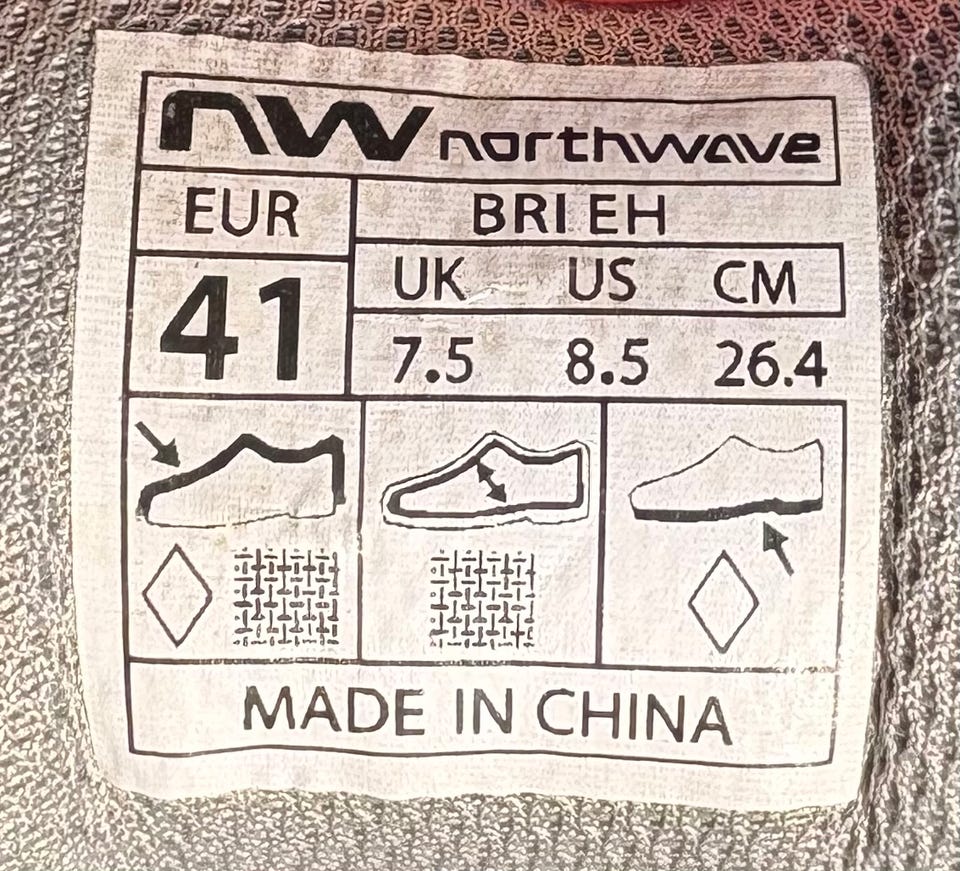 nw northwave
EUR
BRI EH
41
UK US CM
7.5 8.5 26.4
MADE IN CHINA